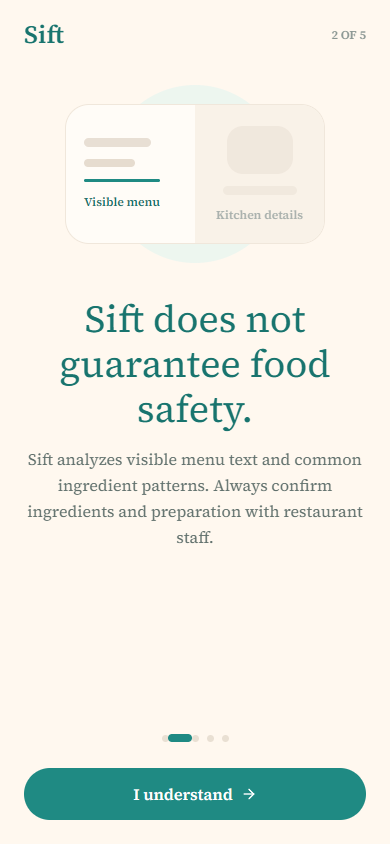 Sift
2 OF 5
Visible menu
Kitchen details
Sift does not
guarantee food
safety.
Sift analyzes visible menu text and common
ingredient patterns. Always confirm
ingredients and preparation with restaurant
staff.
I understand